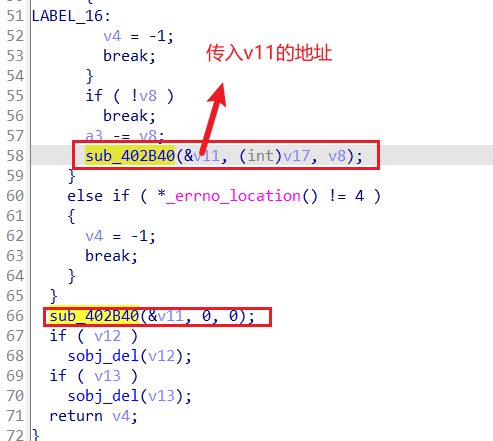 51 LABEL_16:
52 v4 = -1;
53 break;
54 }
55 if ( !v8 )
56 break;
57 a3 -= v8;
58 sub_402B40(&v11, (int)v17, v8);
59 }
60 else if ( *_errno_location() != 4 )
61 {
62 v4 = -1;
63 break;
64 }
65 }
66 sub_402B40(&v11, 0, 0);
67 if ( v12 )
68 sobj_del(v12);
69 if ( v13 )
70 sobj_del(v13);
71 return v4;
72 }
传入v11的地址